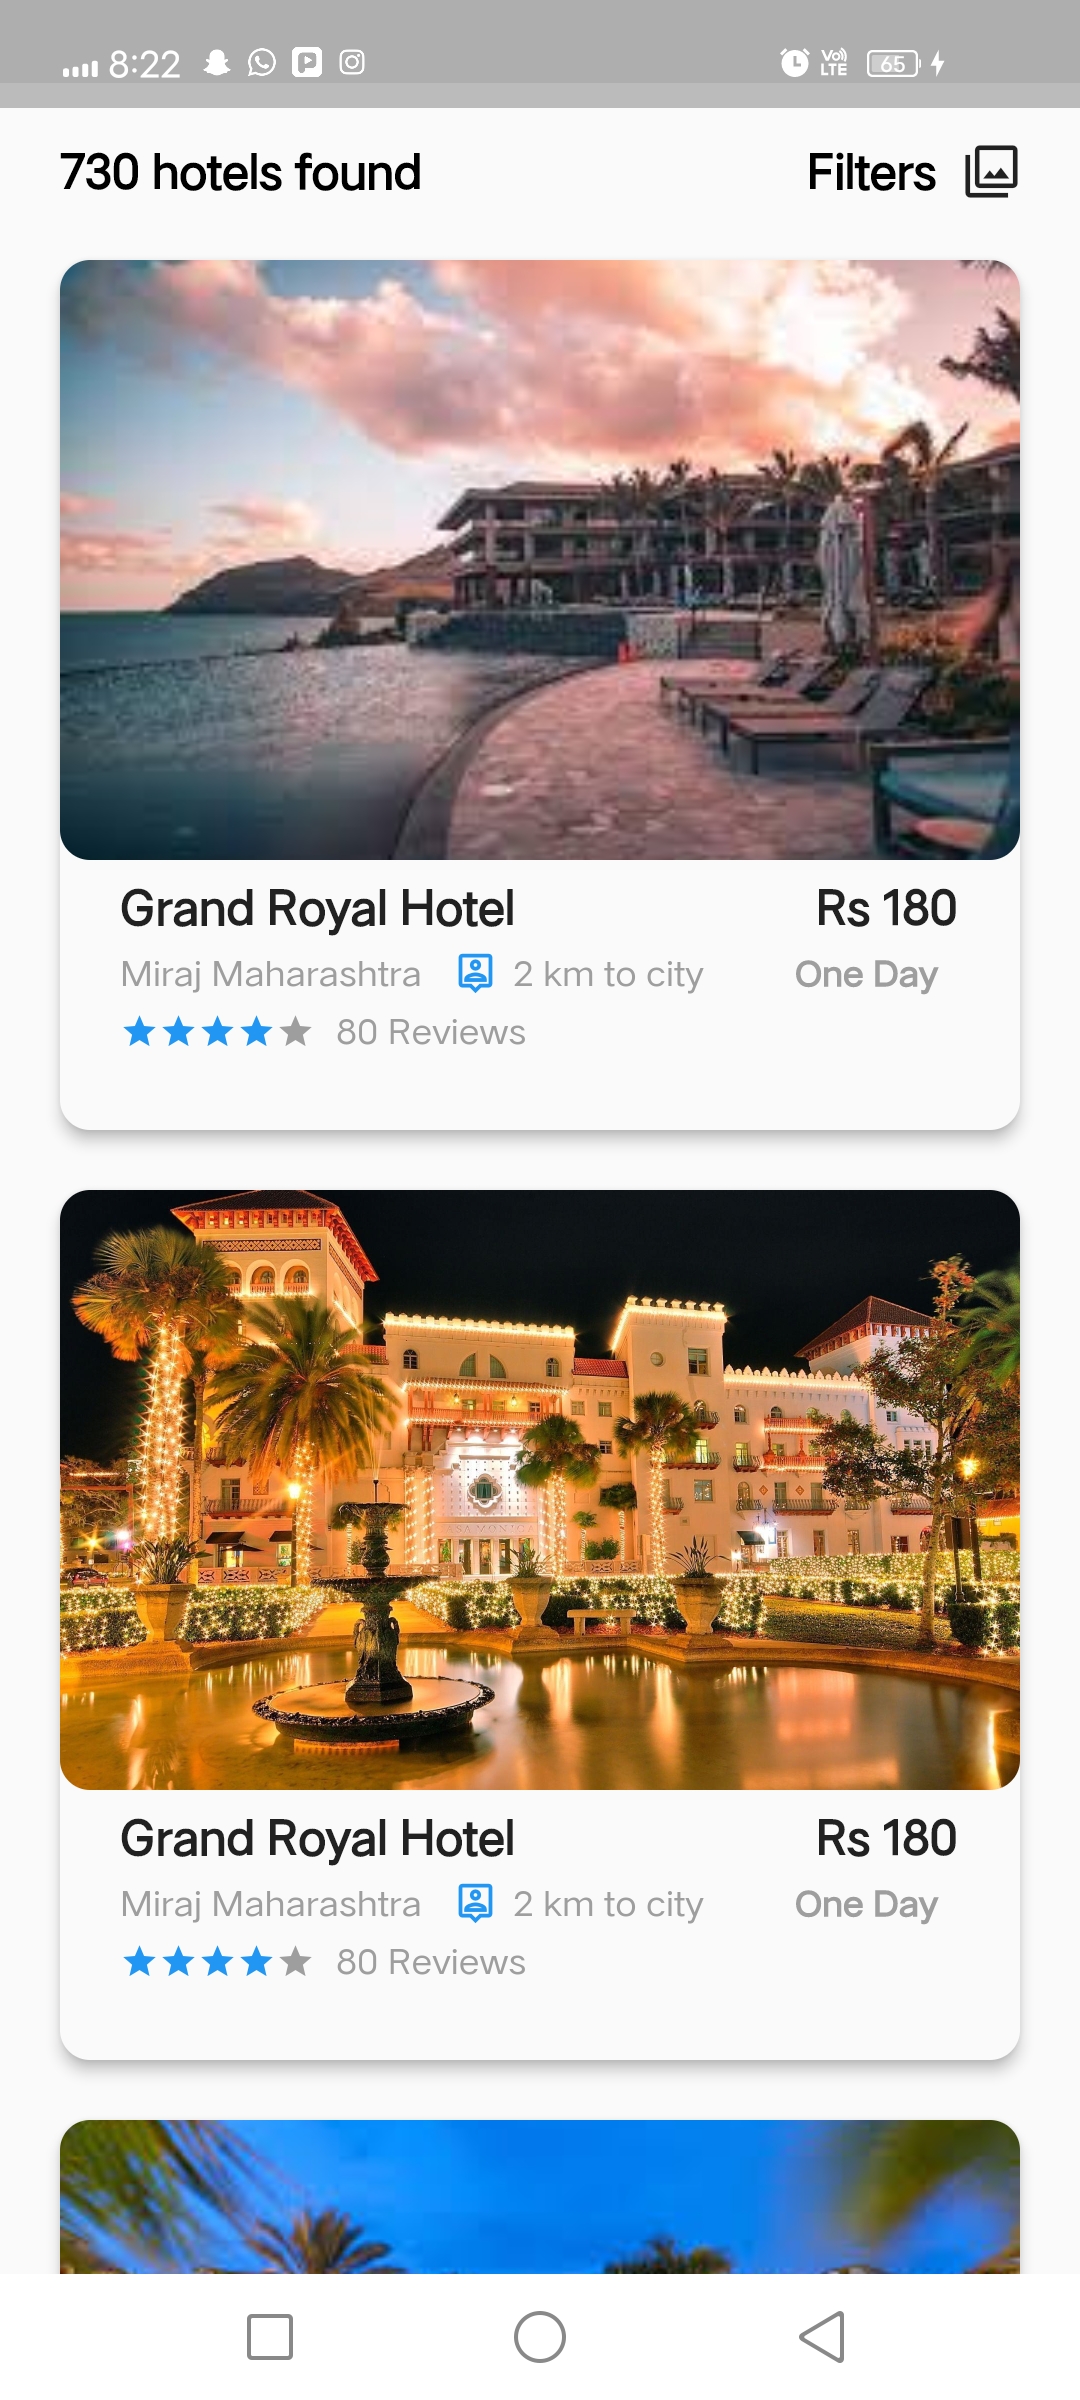 8:22 Vo) LTE 65
730 hotels found Filters
Grand Royal Hotel Rs 180
Miraj Maharashtra 2 km to city One Day
80 Reviews
Grand Royal Hotel Rs 180
Miraj Maharashtra 2 km to city One Day
80 Reviews